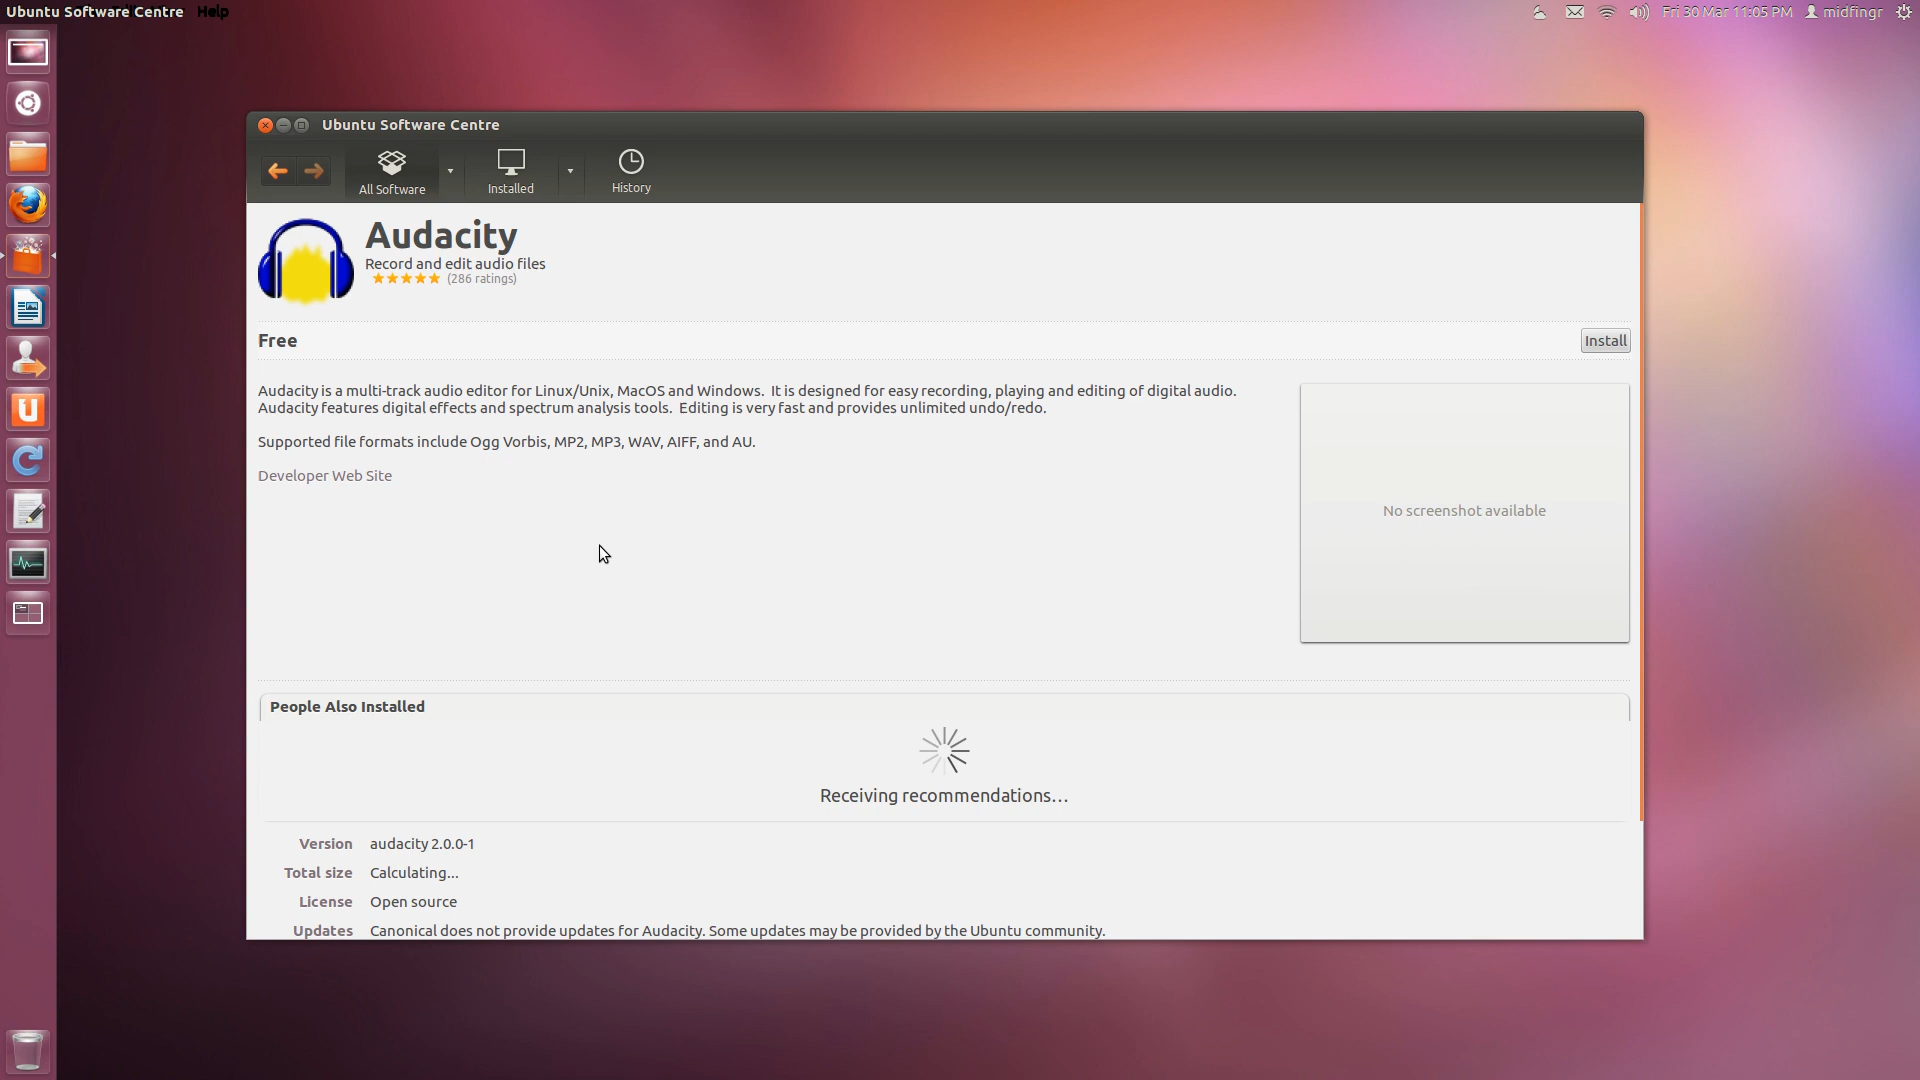 Ubuntu Software Centre Help
Fri 30 Mar 11:05 PM midfingr
Ubuntu Software Centre
All Software
Installed
History
Audacity
Record and edit audio files
(286 ratings)
Free
Install
Audacity is a multi-track audio editor for Linux/Unix, MacOS and Windows.  It is designed for easy recording, playing and editing of digital audio.
Audacity features digital effects and spectrum analysis tools.  Editing is very fast and provides unlimited undo/redo.
Supported file formats include Ogg Vorbis, MP2, MP3, WAV, AIFF, and AU.
Developer Web Site
No screenshot available
People Also Installed
Receiving recommendations...
Version audacity 2.0.0-1
Total size Calculating...
License Open source
Updates Canonical does not provide updates for Audacity. Some updates may be provided by the Ubuntu community.